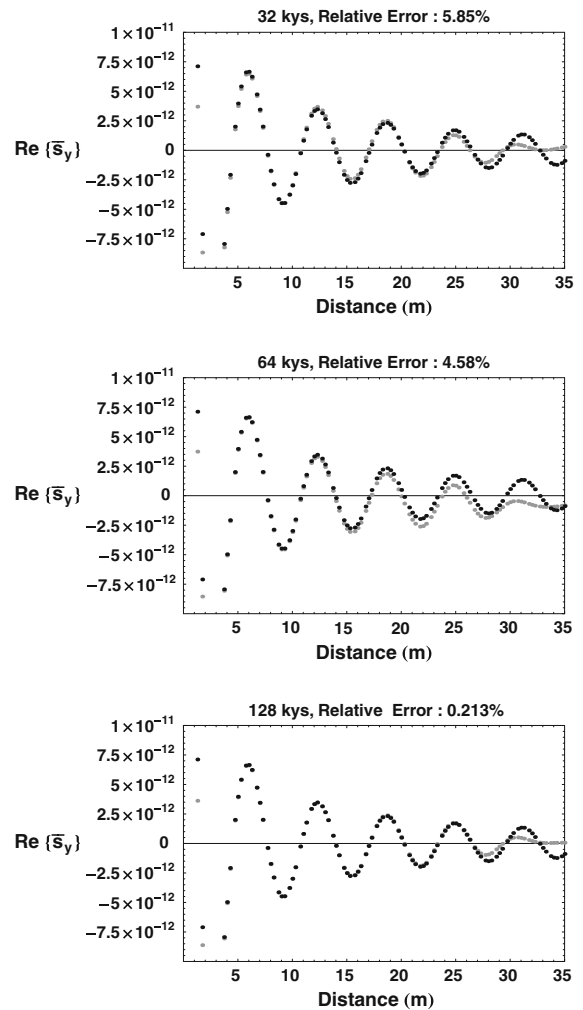 32 kys, Relative Error : 5.85%
1×10⁻¹¹
7.5×10⁻¹²
5×10⁻¹²
2.5×10⁻¹²
Re {s̄y}
0
−2.5×10⁻¹²
−5×10⁻¹²
−7.5×10⁻¹²
5 10 15 20 25 30 35
Distance (m)
64 kys, Relative Error : 4.58%
1×10⁻¹¹
7.5×10⁻¹²
5×10⁻¹²
2.5×10⁻¹²
Re {s̄y}
0
−2.5×10⁻¹²
−5×10⁻¹²
−7.5×10⁻¹²
5 10 15 20 25 30 35
Distance (m)
128 kys, Relative Error : 0.213%
1×10⁻¹¹
7.5×10⁻¹²
5×10⁻¹²
2.5×10⁻¹²
Re {s̄y}
0
−2.5×10⁻¹²
−5×10⁻¹²
−7.5×10⁻¹²
5 10 15 20 25 30 35
Distance (m)